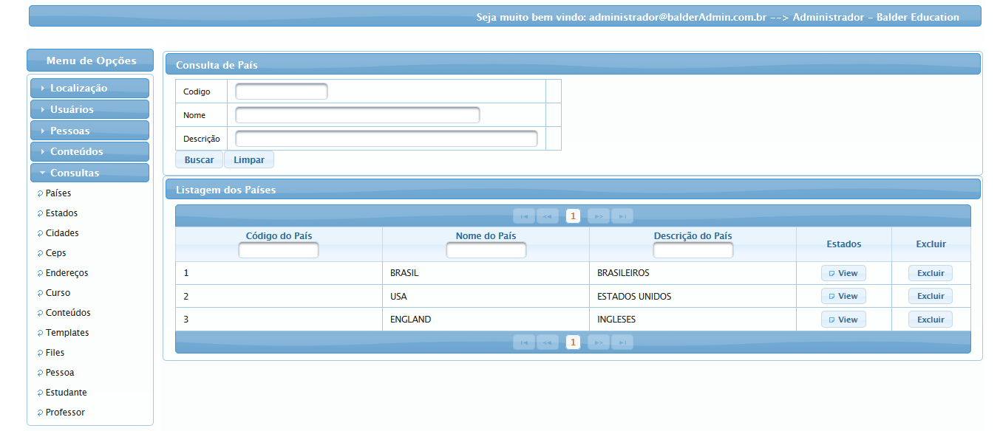 Seja muito bem vindo: administrador@balderAdmin.com.br --> Administrador - Balder Education
Menu de Opções
Localização
Usuários
Pessoas
Conteúdos
Consultas
Países
Estados
Cidades
Ceps
Endereços
Curso
Conteúdos
Templates
Files
Pessoa
Estudante
Professor
Consulta de País
Codigo
Nome
Descrição
Buscar Limpar
Listagem dos Países
1
Código do País Nome do País Descrição do País Estados Excluir
1 BRASIL BRASILEIROS View Excluir
2 USA ESTADOS UNIDOS View Excluir
3 ENGLAND INGLESES View Excluir
1